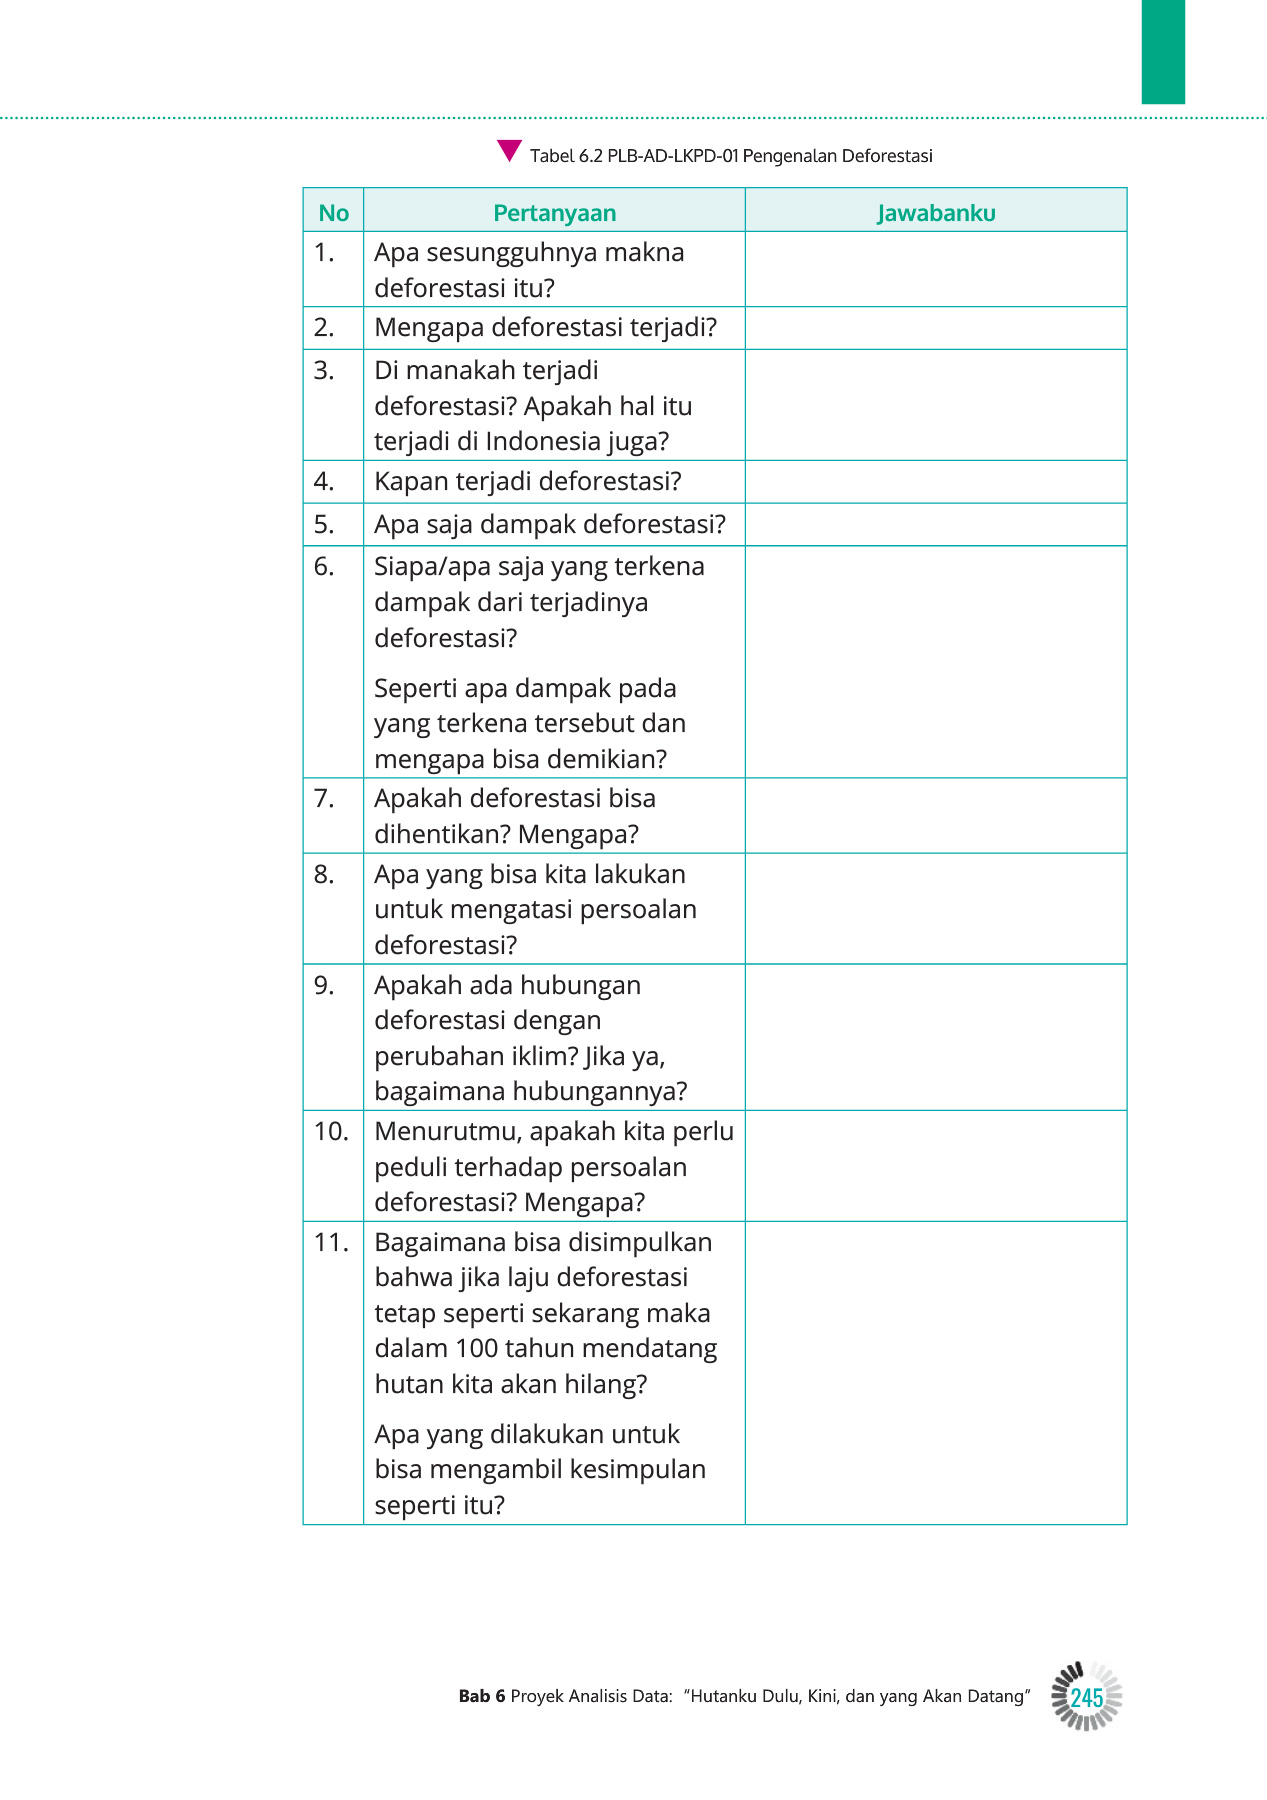 Tabel 6.2 PLB-AD-LKPD-01 Pengenalan Deforestasi
No Pertanyaan Jawabanku
1. Apa sesungguhnya makna
deforestasi itu?
2. Mengapa deforestasi terjadi?
3. Di manakah terjadi
deforestasi? Apakah hal itu
terjadi di Indonesia juga?
4. Kapan terjadi deforestasi?
5. Apa saja dampak deforestasi?
6. Siapa/apa saja yang terkena
dampak dari terjadinya
deforestasi?
Seperti apa dampak pada
yang terkena tersebut dan
mengapa bisa demikian?
7. Apakah deforestasi bisa
dihentikan? Mengapa?
8. Apa yang bisa kita lakukan
untuk mengatasi persoalan
deforestasi?
9. Apakah ada hubungan
deforestasi dengan
perubahan iklim? Jika ya,
bagaimana hubungannya?
10. Menurutmu, apakah kita perlu
peduli terhadap persoalan
deforestasi? Mengapa?
11. Bagaimana bisa disimpulkan
bahwa jika laju deforestasi
tetap seperti sekarang maka
dalam 100 tahun mendatang
hutan kita akan hilang?
Apa yang dilakukan untuk
bisa mengambil kesimpulan
seperti itu?
Bab 6 Proyek Analisis Data: “Hutanku Dulu, Kini, dan yang Akan Datang” 245